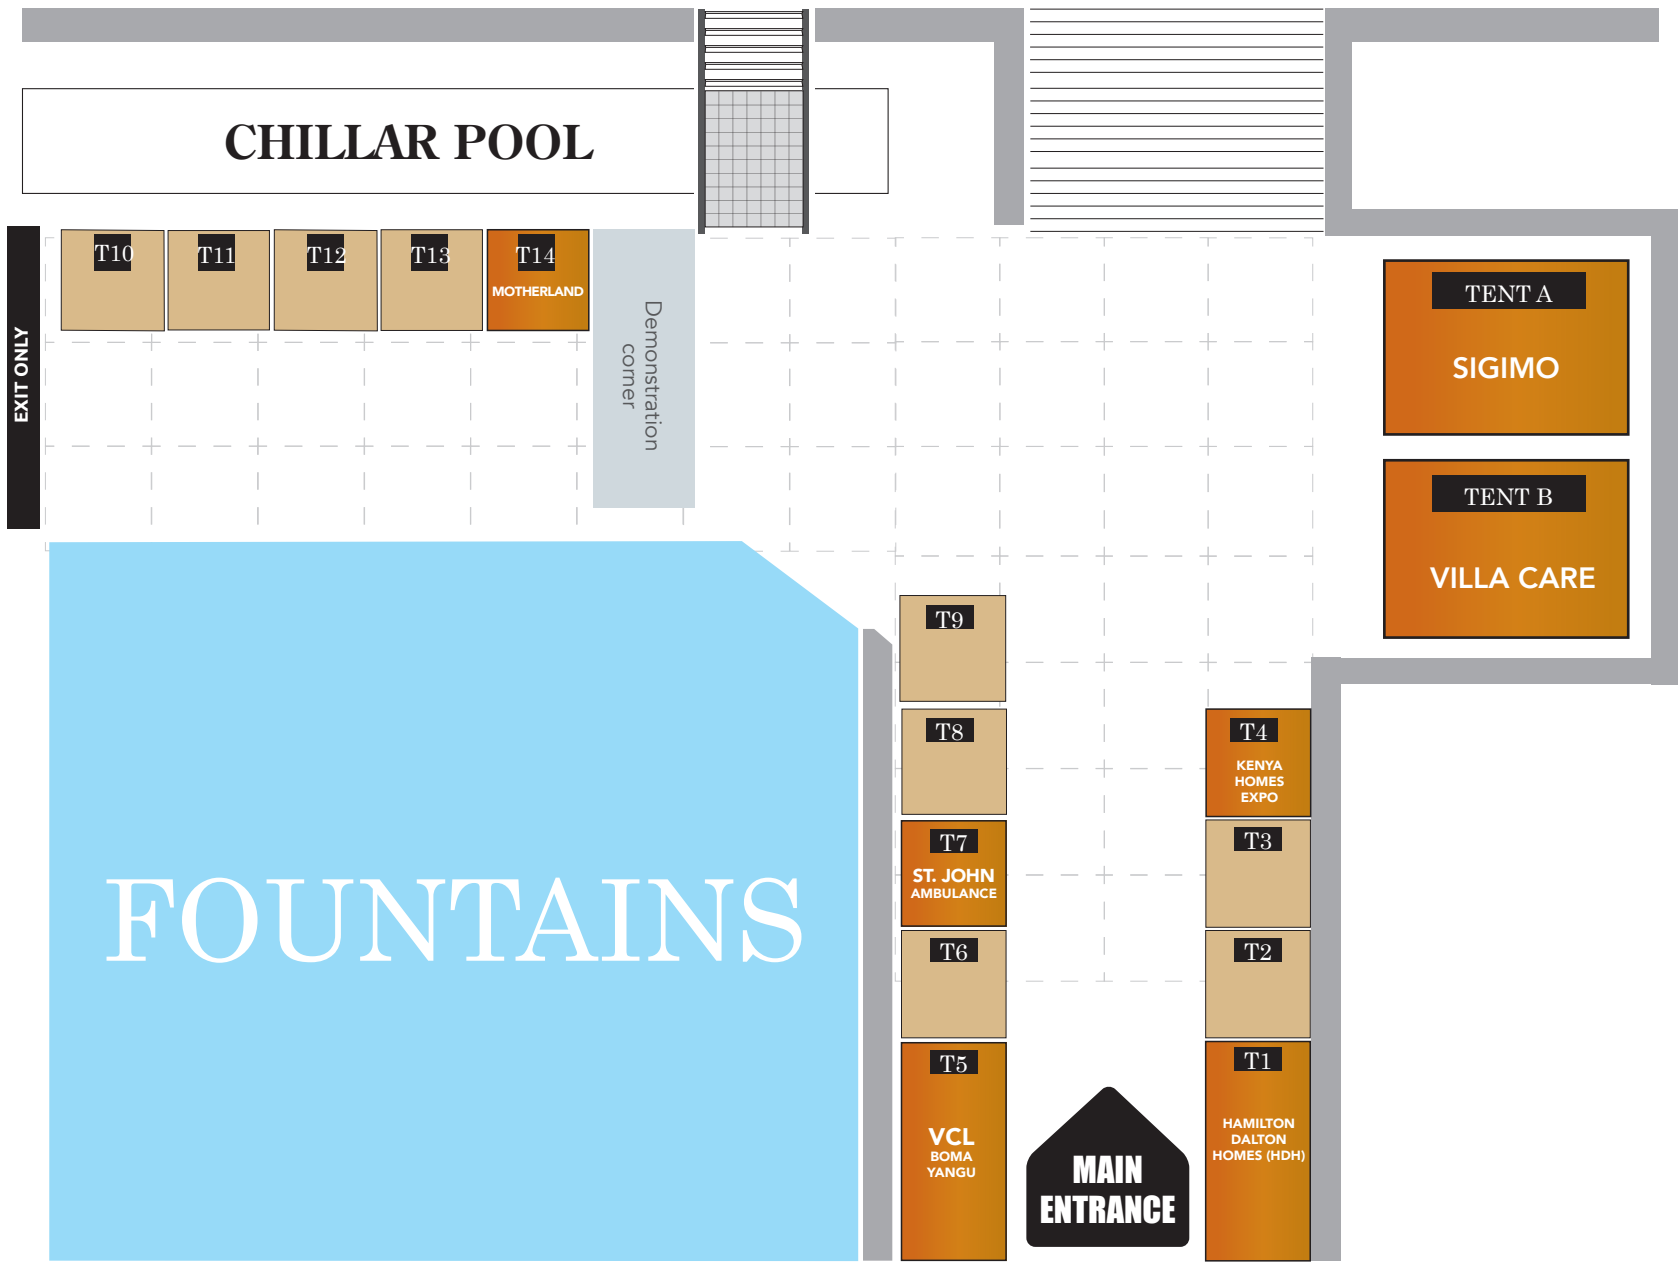 CHILLAR POOL
T10
T11
T12
T13
T14
MOTHERLAND
Demonstration
corner
EXIT ONLY
TENT A
SIGIMO
TENT B
VILLA CARE
T9
T8
T7
ST. JOHN
AMBULANCE
T6
T5
VCL
BOMA
YANGU
T4
KENYA
HOMES
EXPO
T3
T2
T1
HAMILTON
DALTON
HOMES (HDH)
FOUNTAINS
MAIN
ENTRANCE